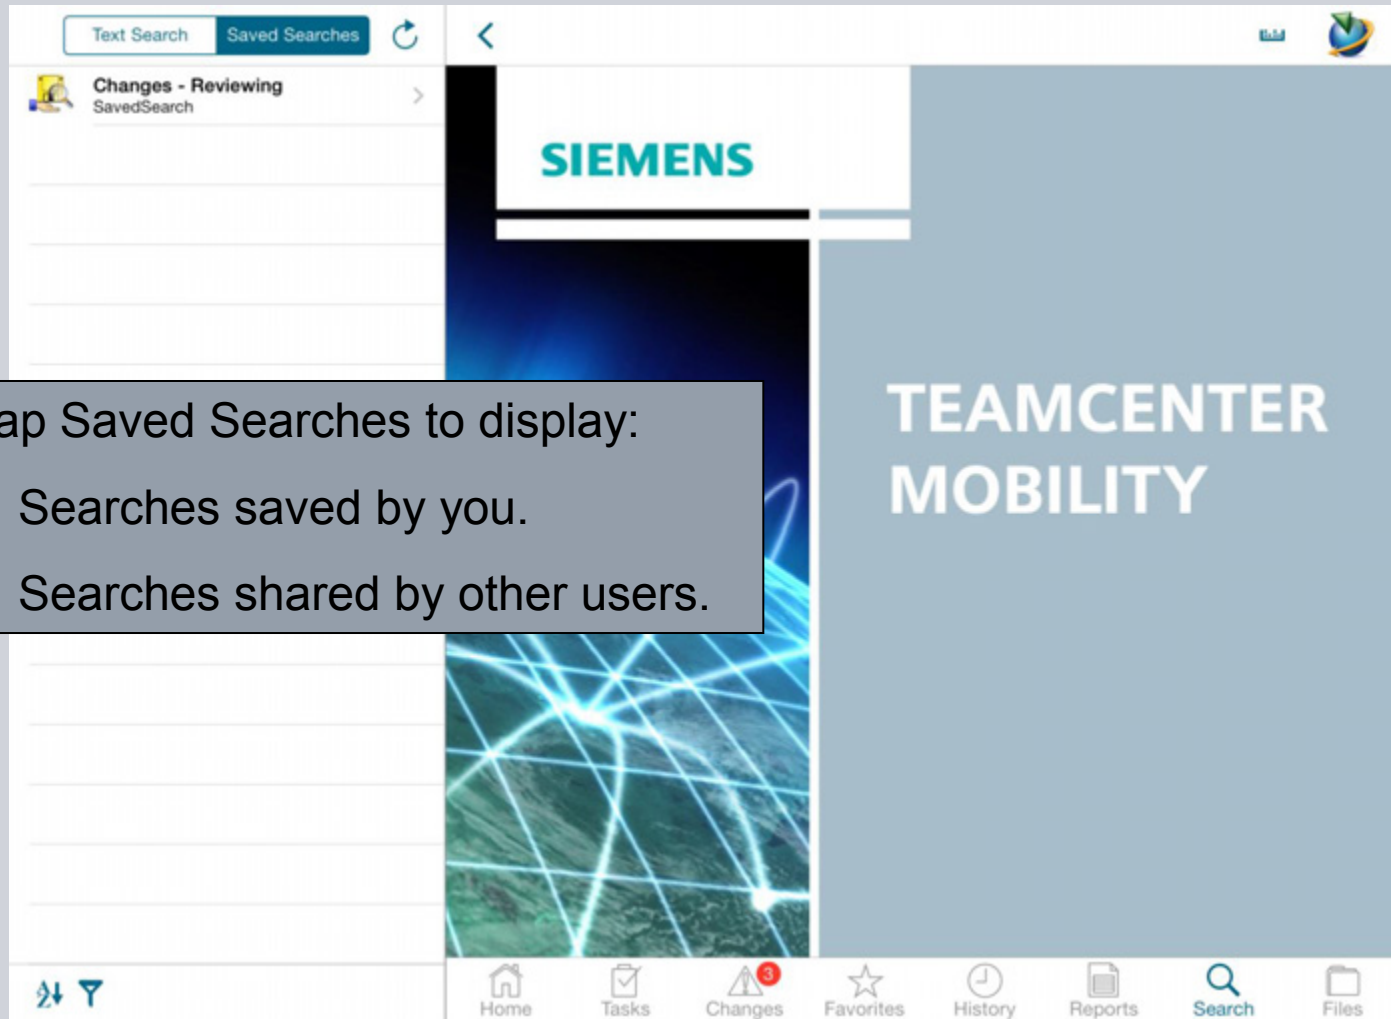 Text Search
Saved Searches
Changes - Reviewing
SavedSearch
SIEMENS
TEAMCENTER
MOBILITY
ap Saved Searches to display:
Searches saved by you.
Searches shared by other users.
Home
Tasks
3
Changes
Favorites
History
Reports
Search
Files